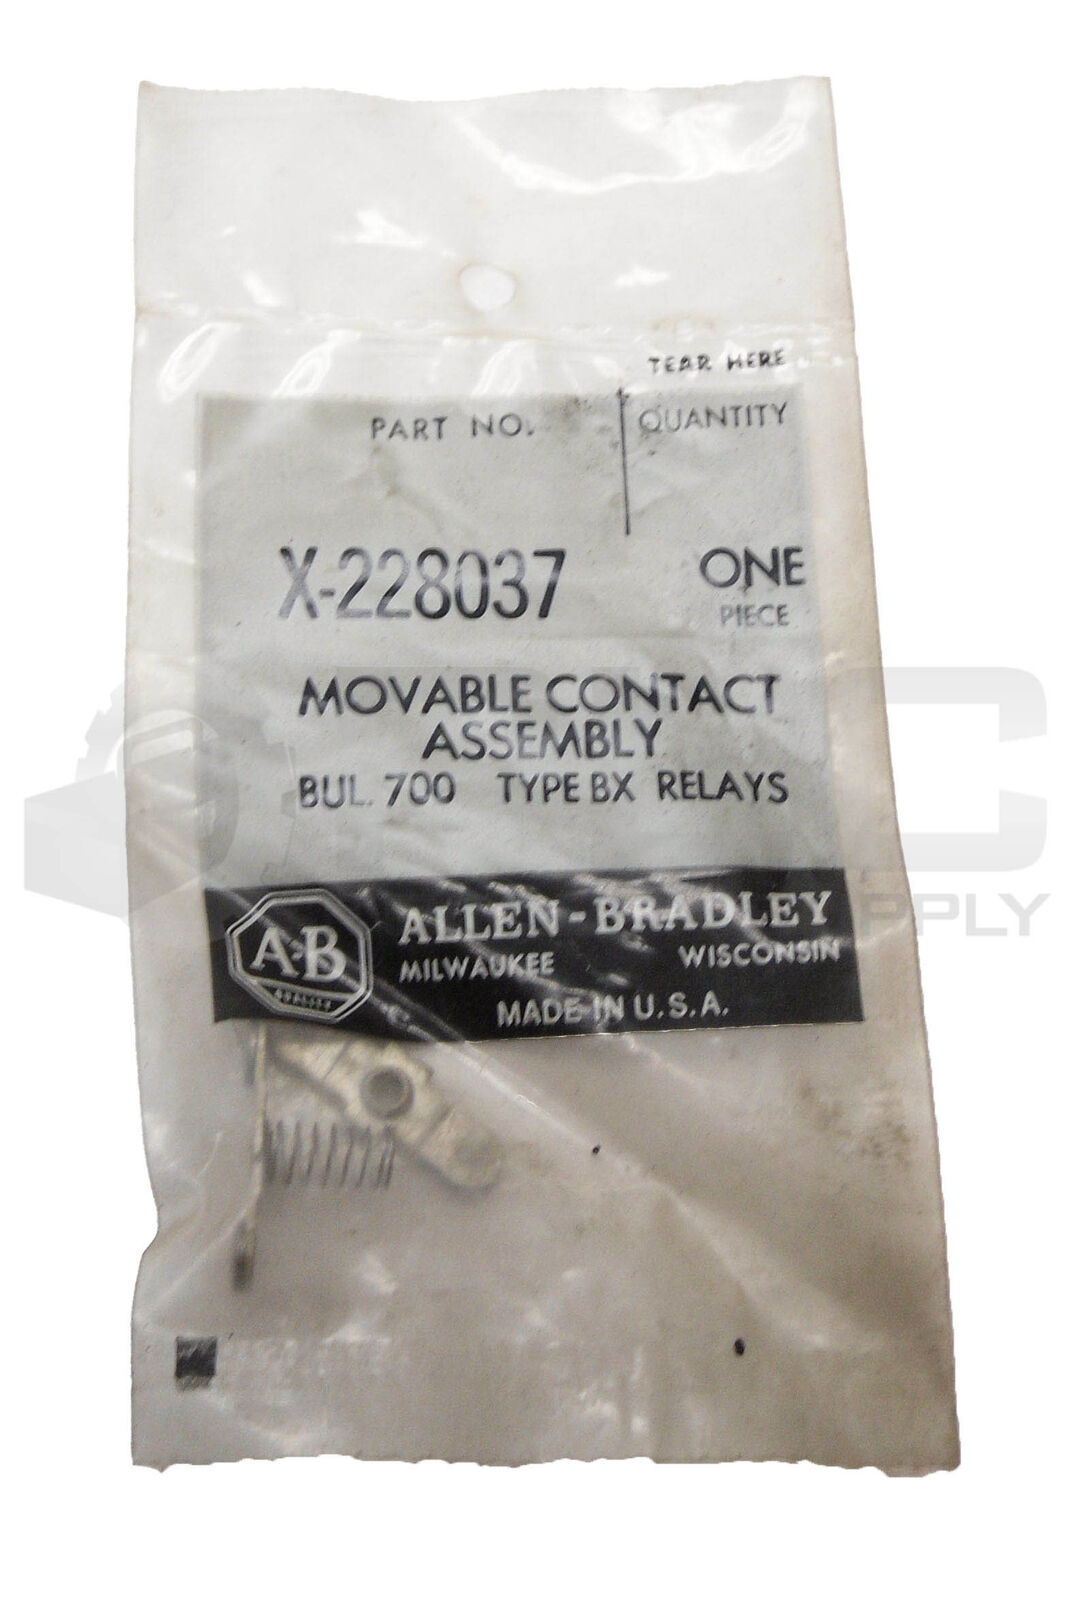 TEAR HERE
PART NO. QUANTITY
X-228037 ONE
PIECE
MOVABLE CONTACT
ASSEMBLY
BUL. 700 TYPE BX RELAYS
A-B
QUALITY
ALLEN-BRADLEY
MILWAUKEE WISCONSIN
MADE IN U.S.A.